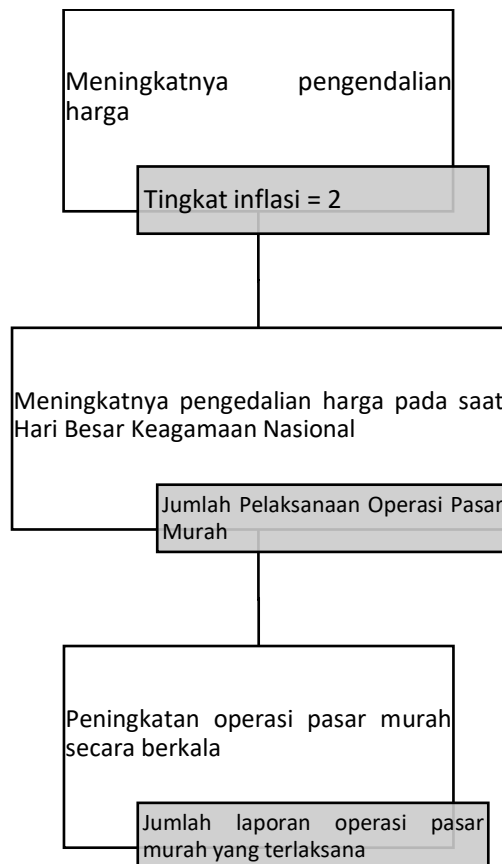 Meningkatnya pengendalian
harga
Tingkat inflasi = 2
Meningkatnya pengedalian harga pada saat
Hari Besar Keagamaan Nasional
Jumlah Pelaksanaan Operasi Pasar
Murah
Peningkatan operasi pasar murah
secara berkala
Jumlah laporan operasi pasar
murah yang terlaksana